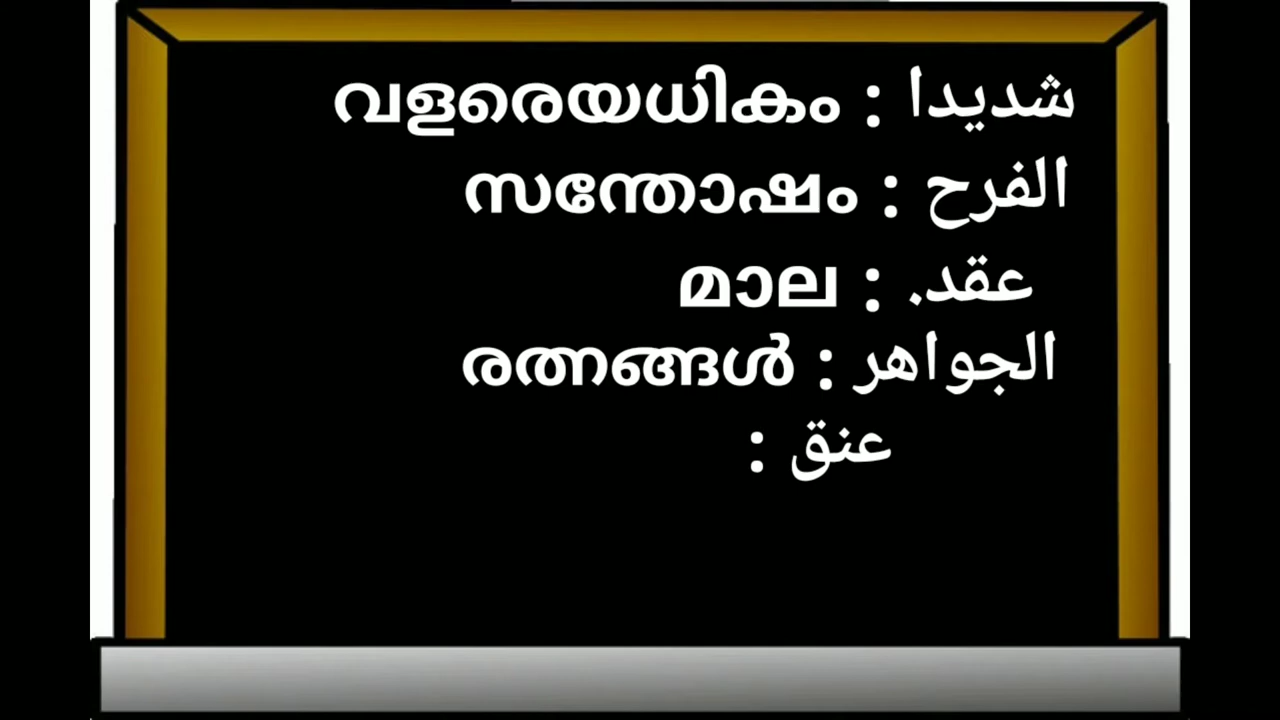 شديدا : വളരെയധികം
الفرح : സന്തോഷം
عقد. : മാല
الجواهر : രത്നങ്ങൾ
عنق :